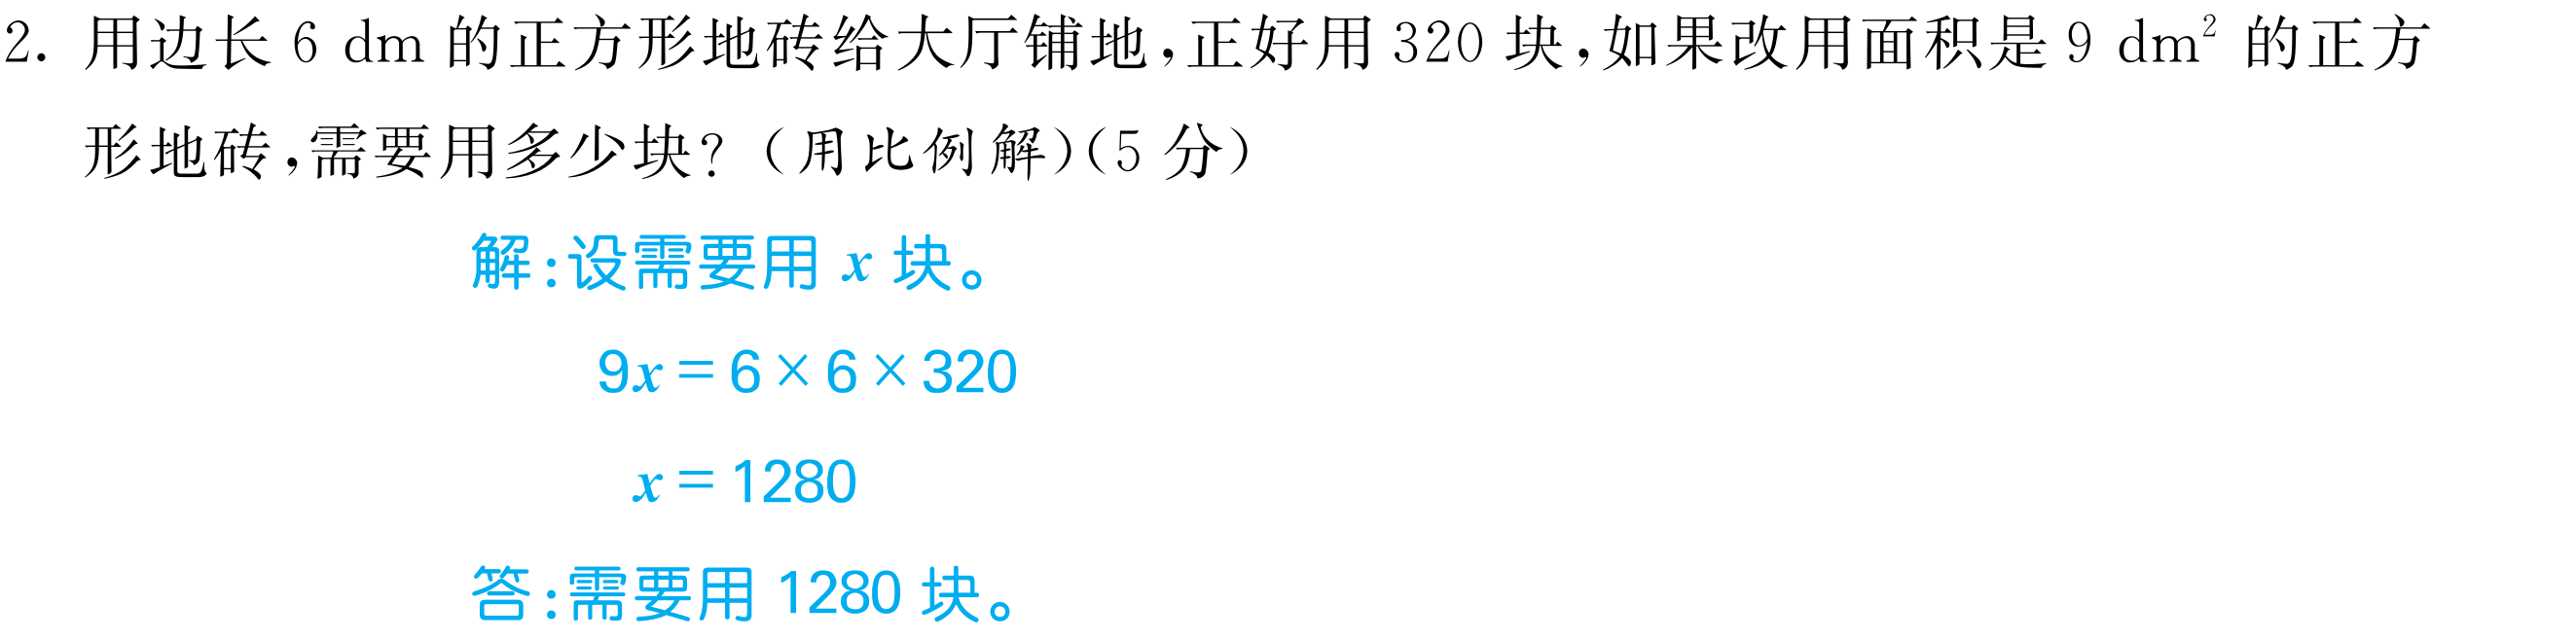 2. 用边长 6 dm 的正方形地砖给大厅铺地,正好用 320 块,如果改用面积是 9 dm² 的正方
形地砖,需要用多少块?(用比例解)(5 分)
解:设需要用 x 块。
9x = 6 × 6 × 320
x = 1280
答:需要用 1280 块。